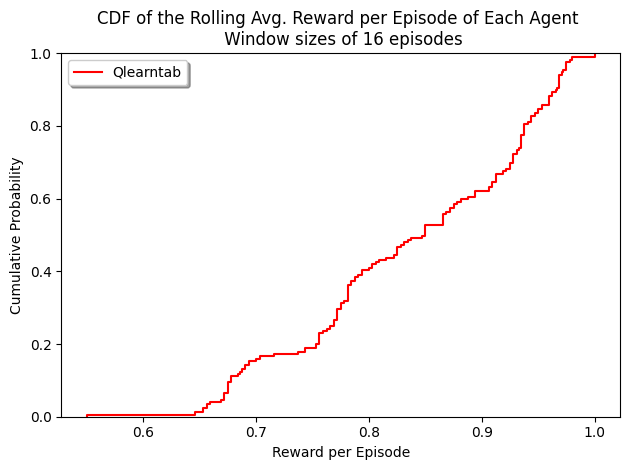 CDF of the Rolling Avg. Reward per Episode of Each Agent
Window sizes of 16 episodes
Qlearntab
1.0
0.8
0.6
0.4
0.2
0.0
Cumulative Probability
0.6 0.7 0.8 0.9 1.0
Reward per Episode